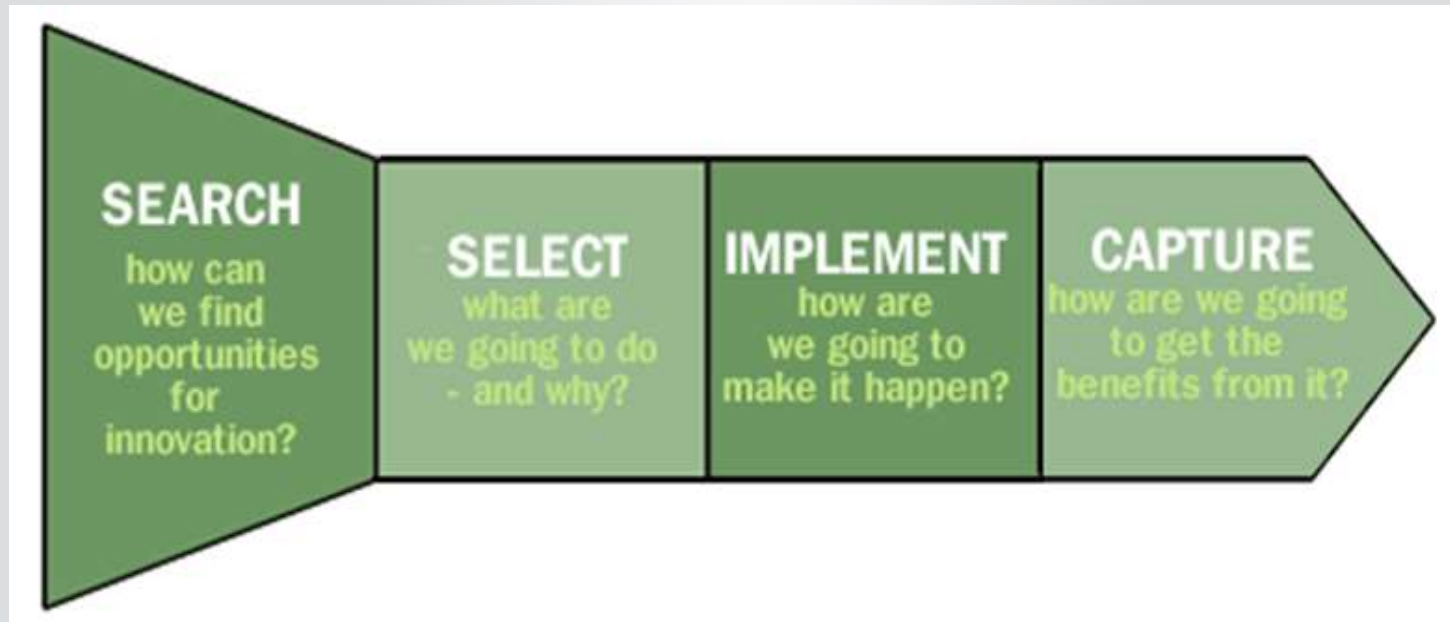 SEARCH
how can
we find
opportunities
for
innovation?
SELECT
what are
we going to do
- and why?
IMPLEMENT
how are
we going to
make it happen?
CAPTURE
how are we going
to get the
benefits from it?